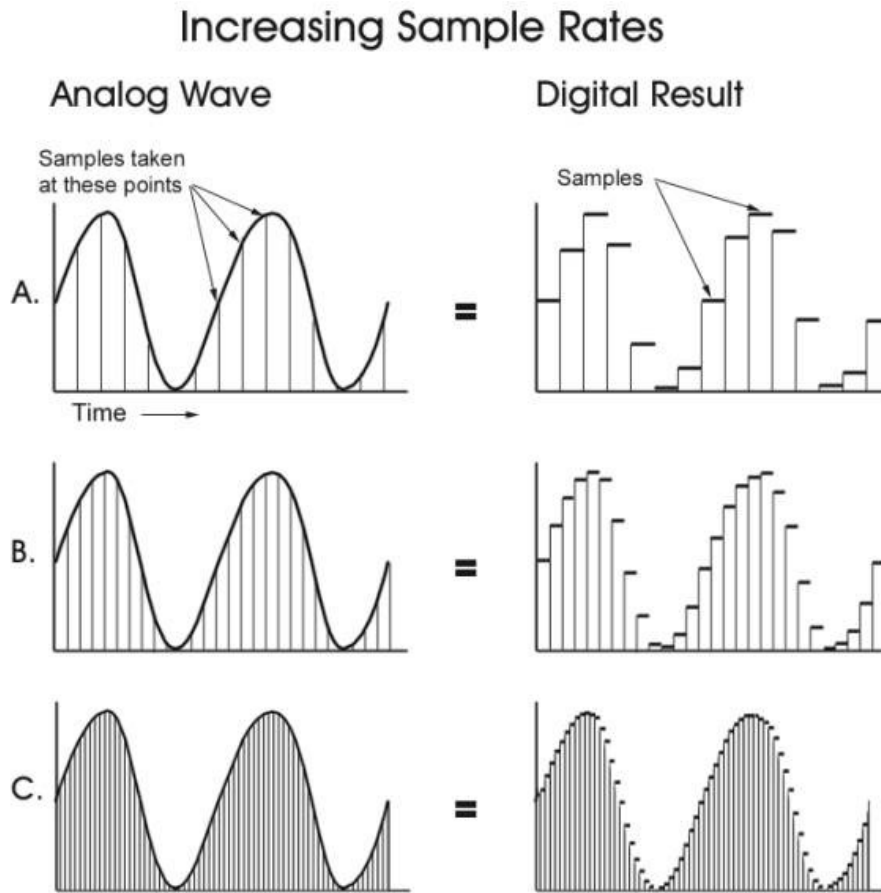 Increasing Sample Rates
Analog Wave
Digital Result
Samples taken
at these points
Samples
A.
=
Time
B.
=
C.
=